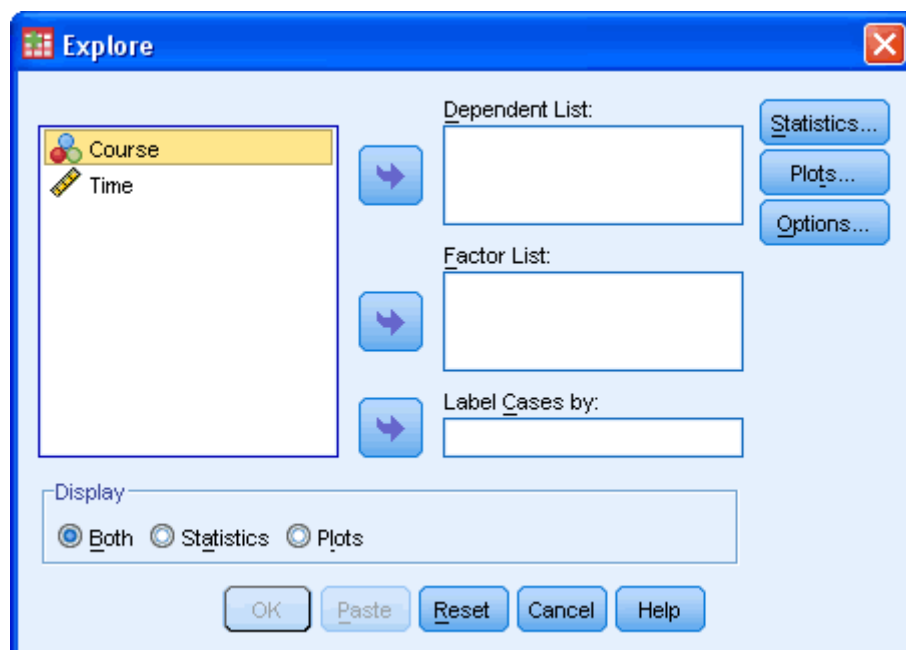 Explore
Course
Time
Dependent List:
Factor List:
Label Cases by:
Statistics...
Plots...
Options...
Display
Both Statistics Plots
OK Paste Reset Cancel Help